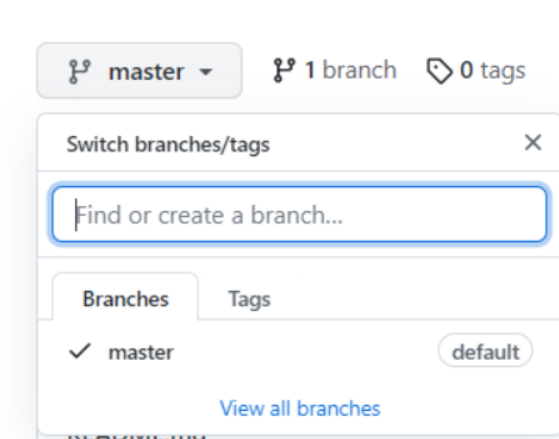 master 1 branch 0 tags
Switch branches/tags
Find or create a branch...
Branches Tags
master default
View all branches